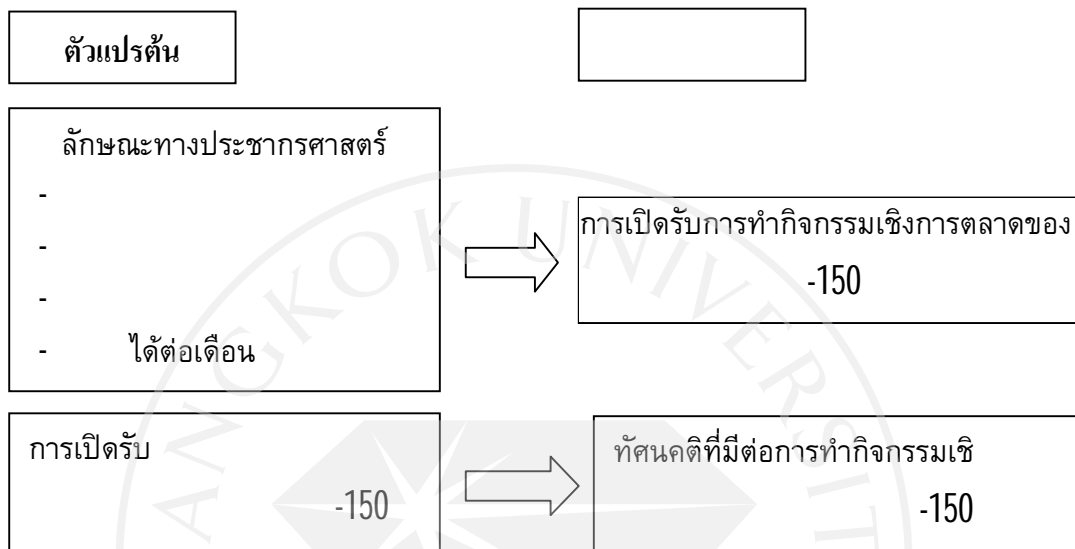 ตัวแปรต้น
ลักษณะทางประชากรศาสตร์
-
-
-
- ได้ต่อเดือน
การเปิดรับการทำกิจกรรมเชิงการตลาดของ
-150
การเปิดรับ
-150
ทัศนคติที่มีต่อการทำกิจกรรมเชิ
-150
ANGKOK UNIVERSIT